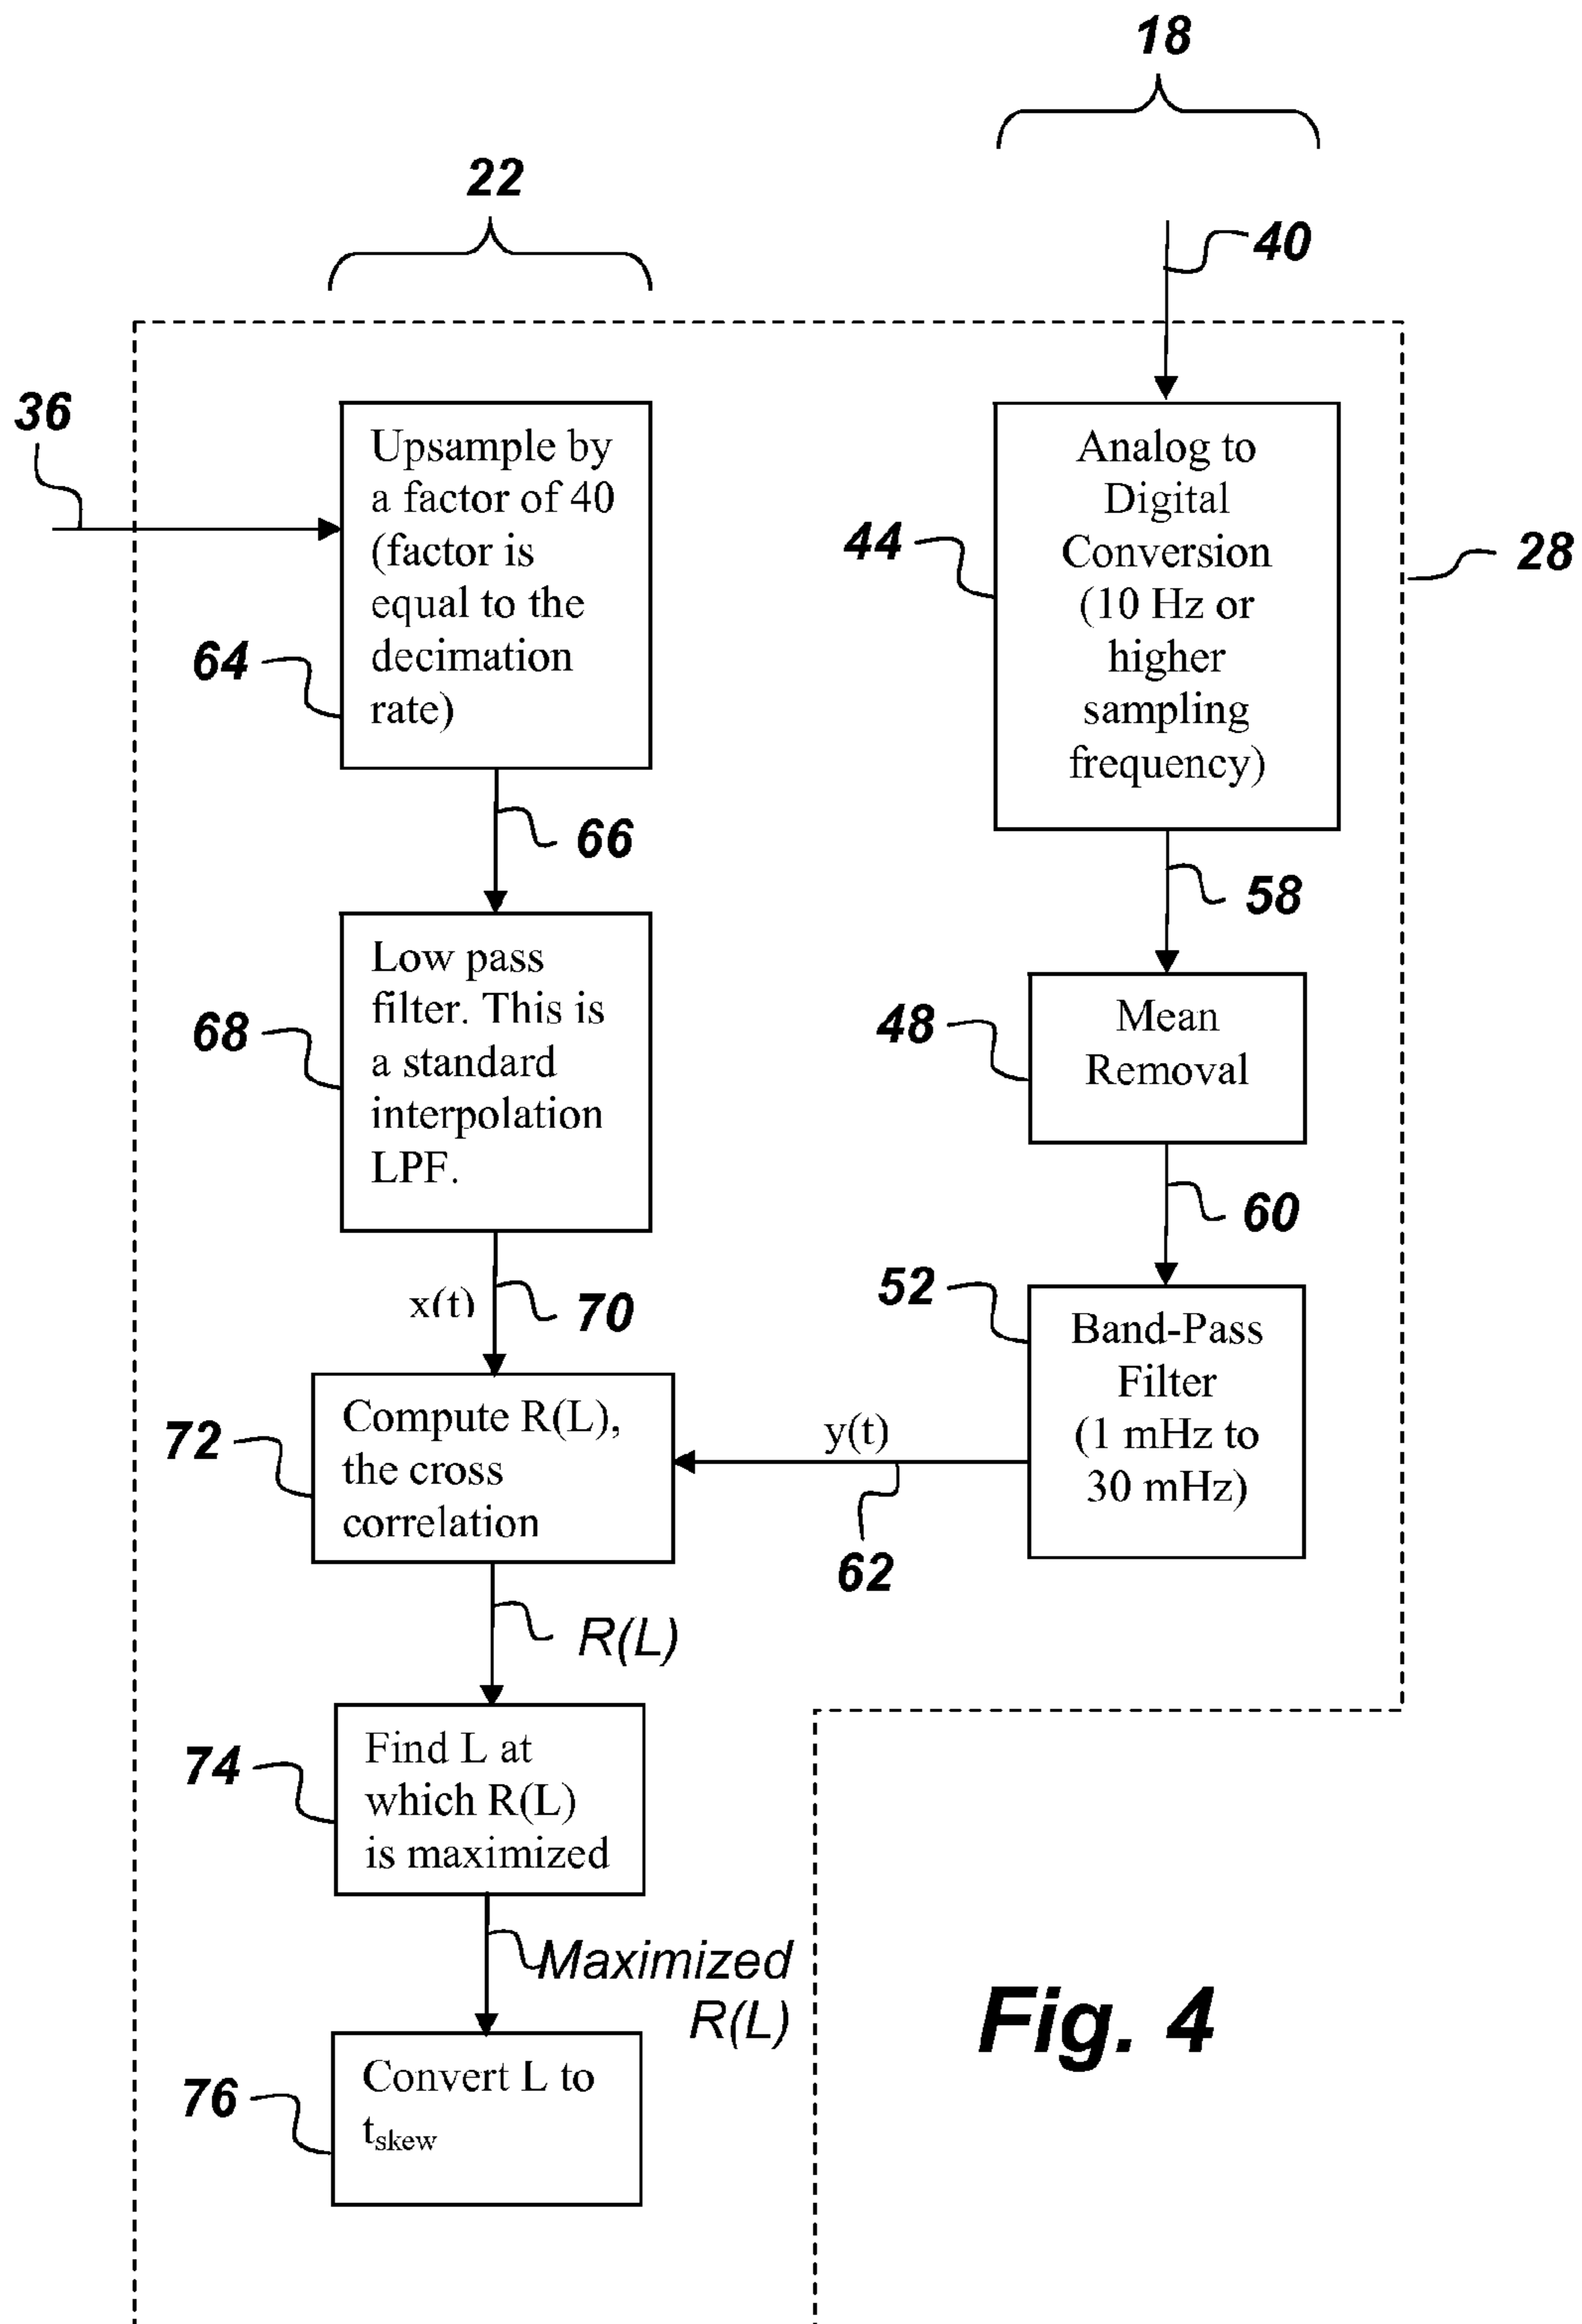 18
22
40
36
Upsample by
a factor of 40
(factor is
equal to the
decimation
rate)
Analog to
Digital
Conversion
(10 Hz or
higher
sampling
frequency)
44
28
64
66
58
Low pass
filter. This is
a standard
interpolation
LPF.
68
Mean
Removal
48
60
x(t)
70
52
Band-Pass
Filter
(1 mHz to
30 mHz)
72
Compute R(L),
the cross
correlation
y(t)
62
R(L)
74
Find L at
which R(L)
is maximized
Maximized
R(L)
76
Convert L to
tskew
Fig. 4